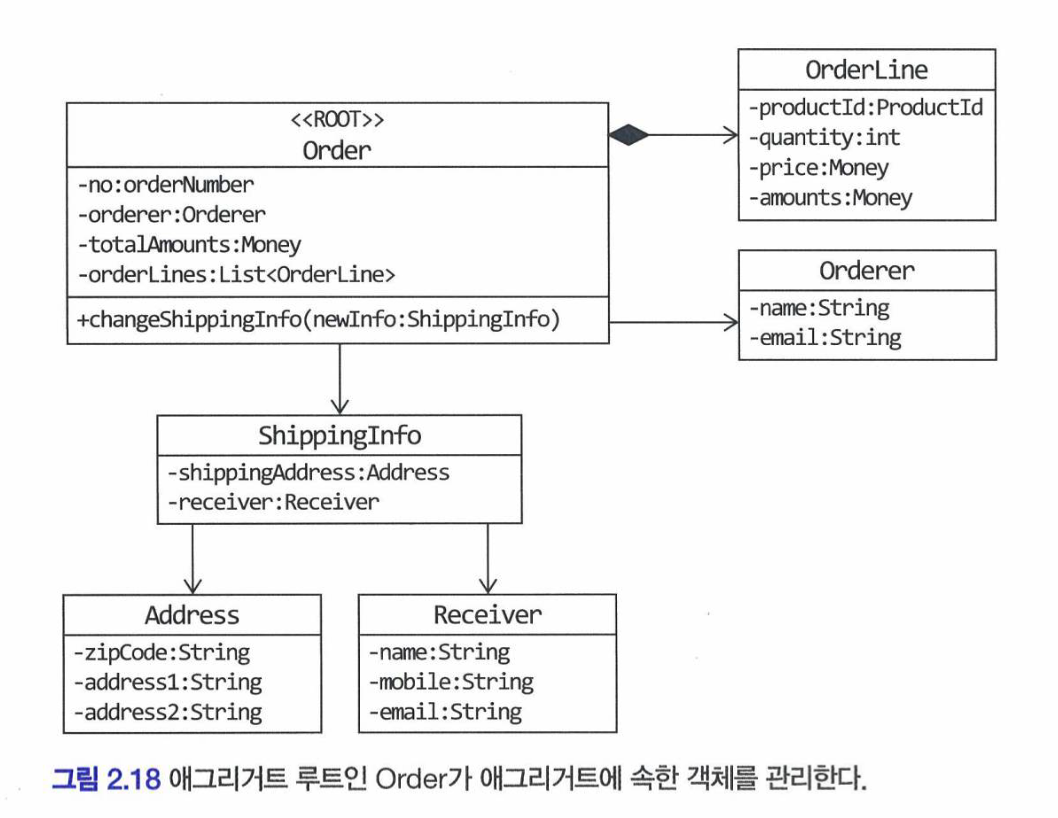 <<ROOT>>
Order
-no:orderNumber
-orderer:Orderer
-totalAmounts:Money
-orderLines:List<OrderLine>
+changeShippingInfo(newInfo:ShippingInfo)
OrderLine
-productId:ProductId
-quantity:int
-price:Money
-amounts:Money
Orderer
-name:String
-email:String
ShippingInfo
-shippingAddress:Address
-receiver:Receiver
Address
-zipCode:String
-address1:String
-address2:String
Receiver
-name:String
-mobile:String
-email:String
그림 2.18 애그리거트 루트인 Order가 애그리거트에 속한 객체를 관리한다.